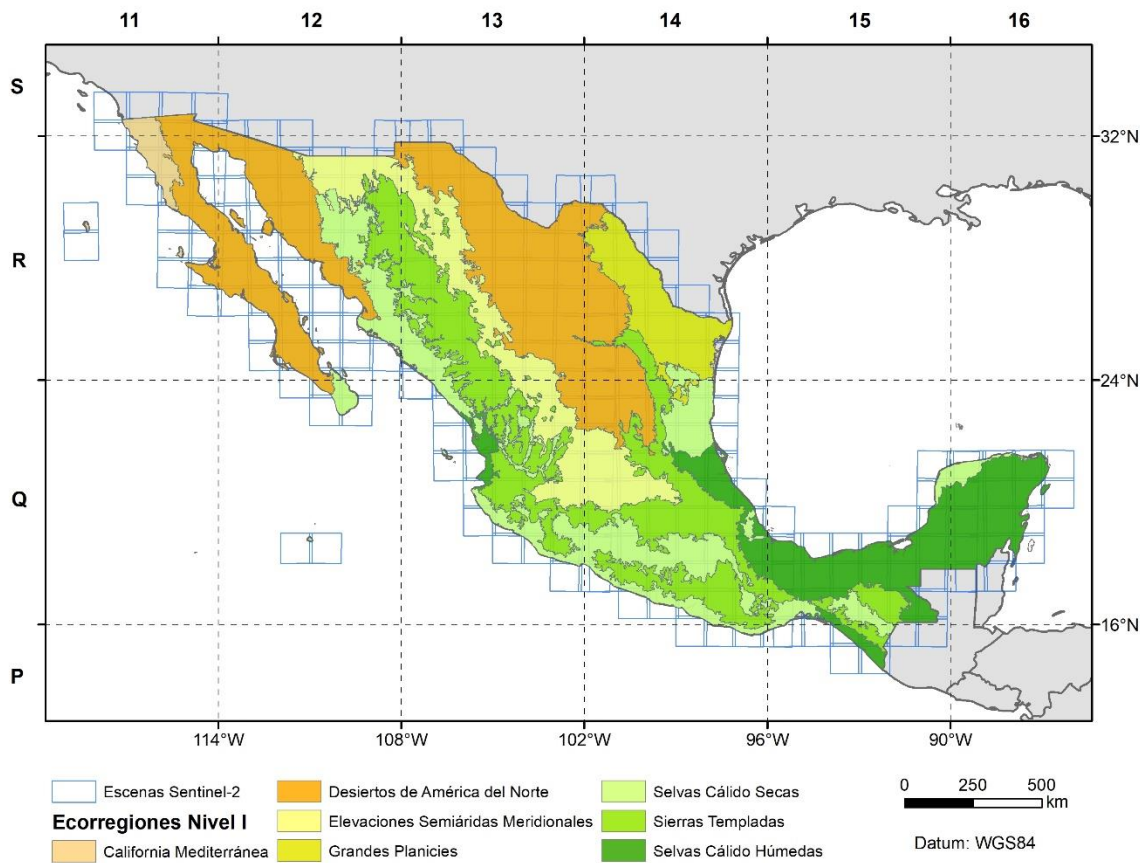 11 12 13 14 15 16
S
32°N
R
24°N
Q
16°N
P
114°W 108°W 102°W 96°W 90°W
Escenas Sentinel-2
Ecorregiones Nivel I
California Mediterránea
Desiertos de América del Norte
Elevaciones Semiáridas Meridionales
Grandes Planicies
Selvas Cálido Secas
Sierras Templadas
Selvas Cálido Húmedas
0 250 500
km
Datum: WGS84